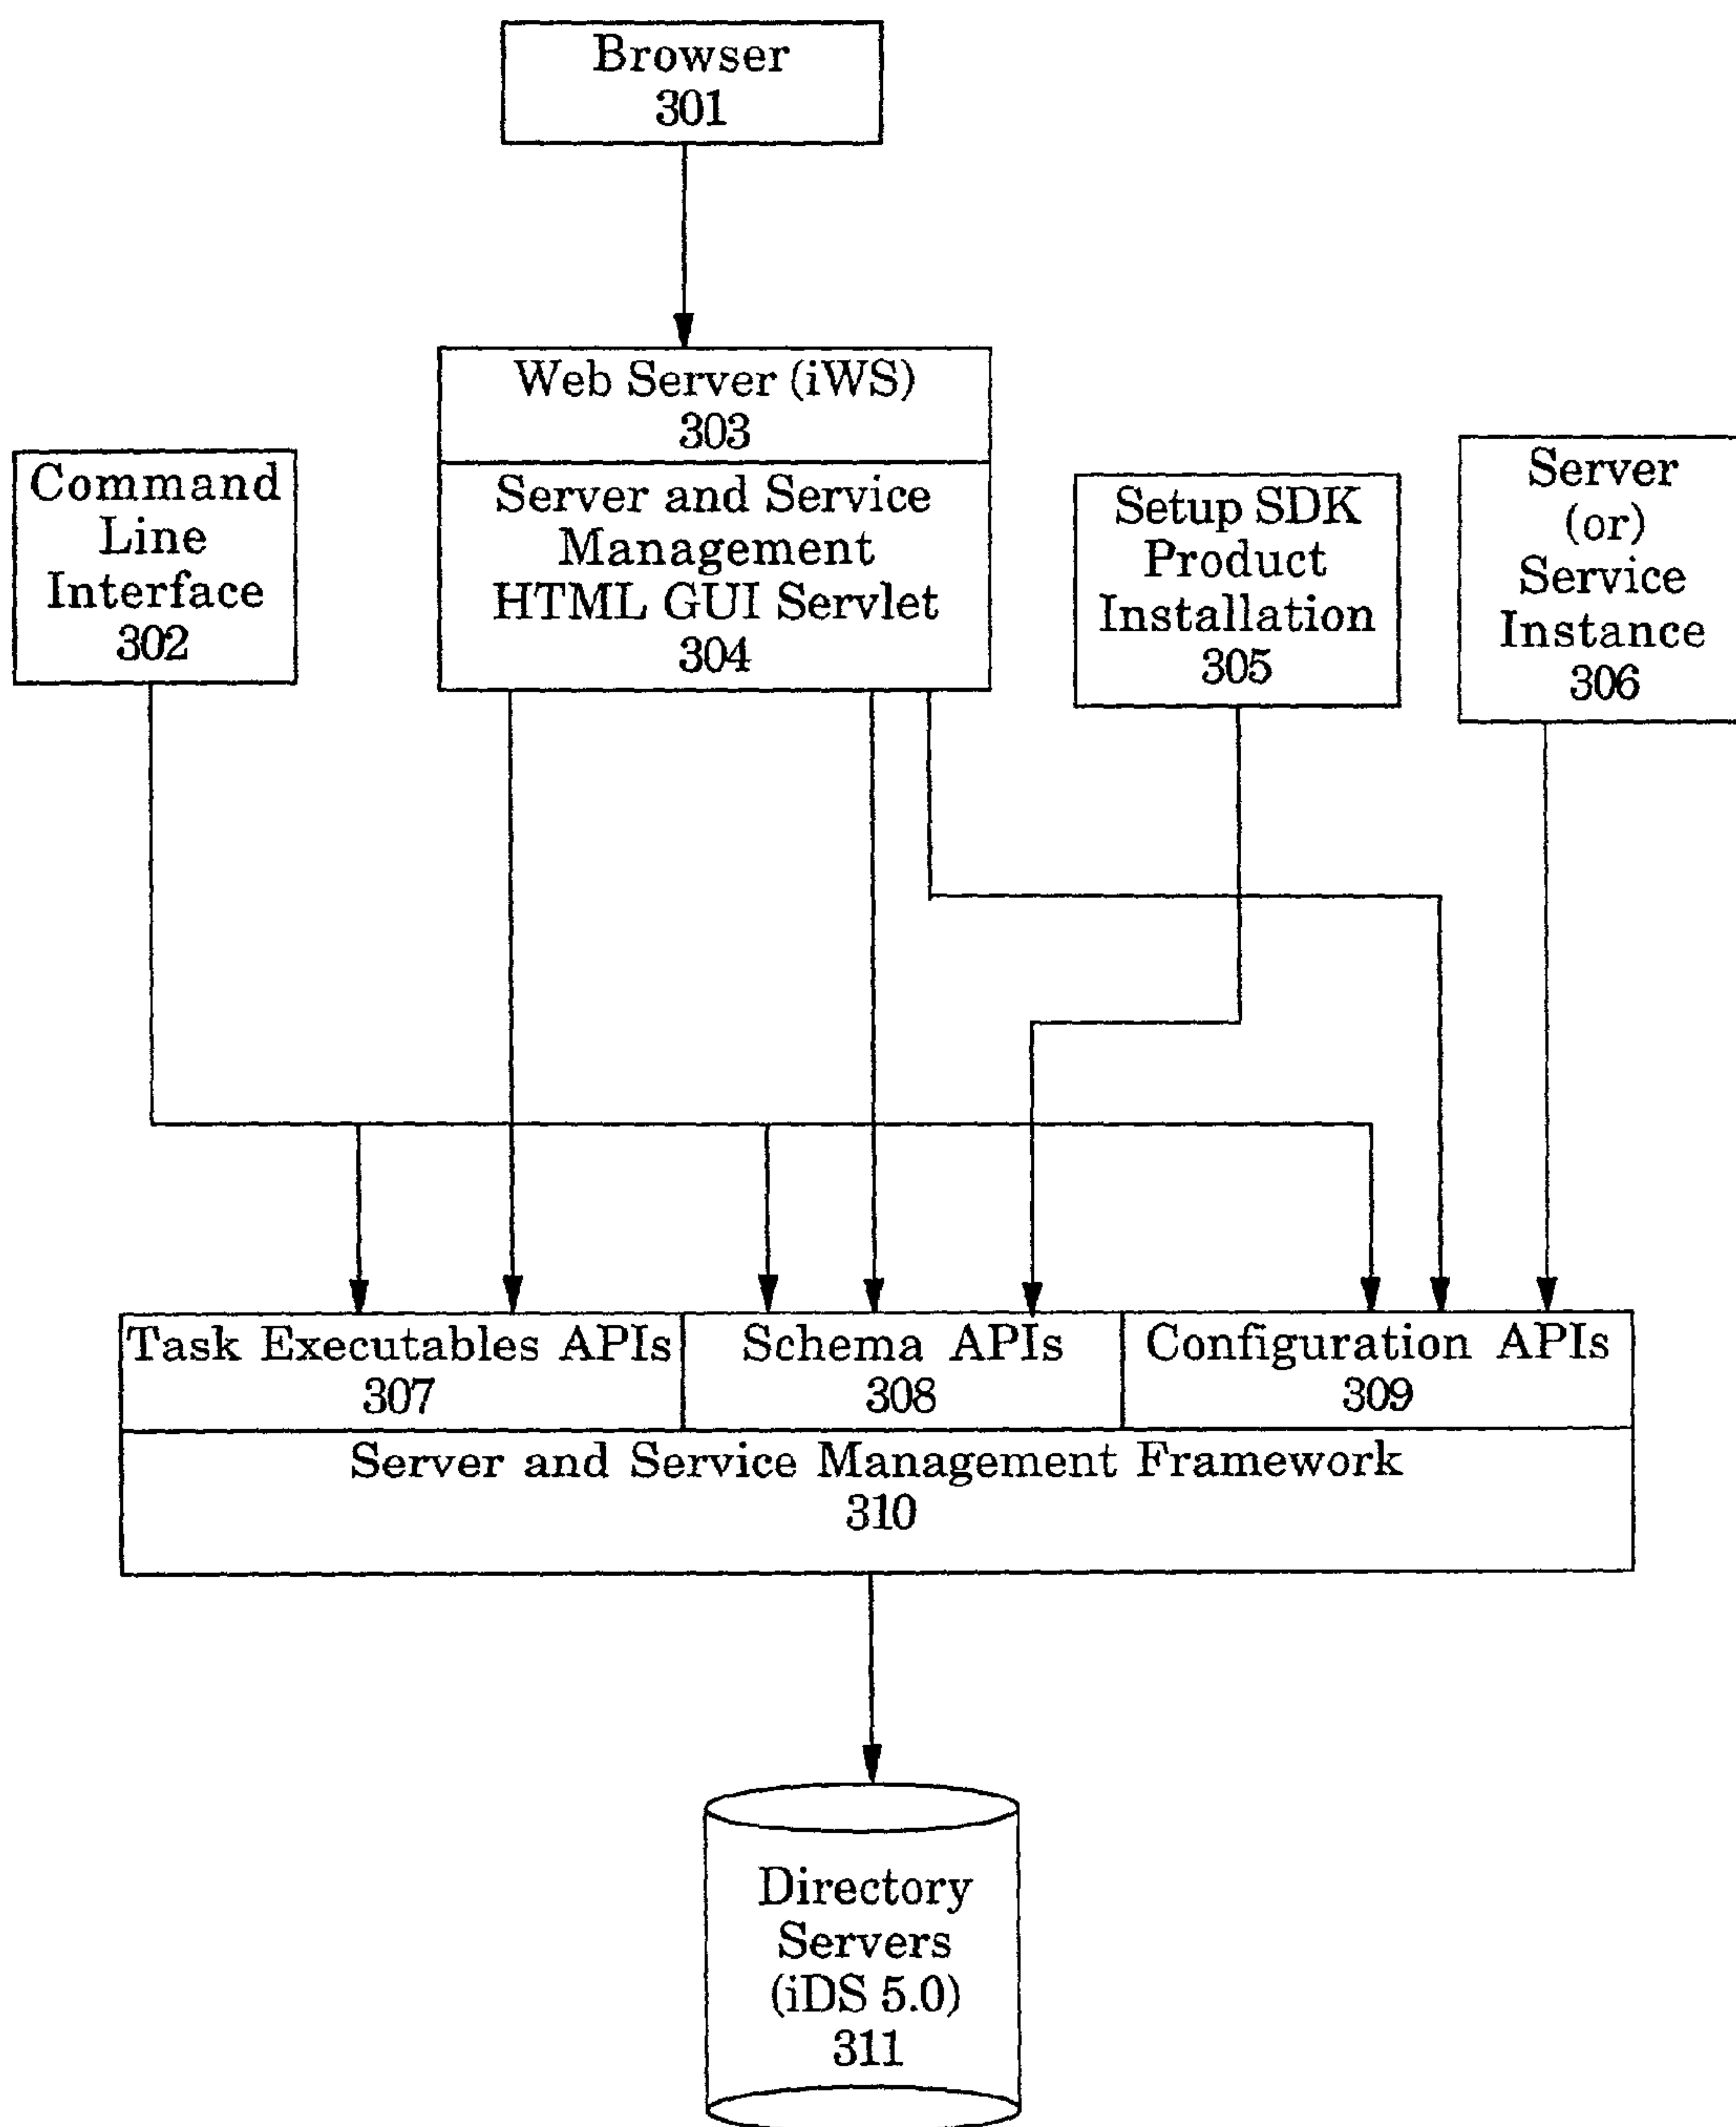 Browser
301
Web Server (iWS)
303
Command
Line
Interface
302
Server and Service
Management
HTML GUI Servlet
304
Setup SDK
Product
Installation
305
Server
(or)
Service
Instance
306
Task Executables APIs
307
Schema APIs
308
Configuration APIs
309
Server and Service Management Framework
310
Directory
Servers
(iDS 5.0)
311